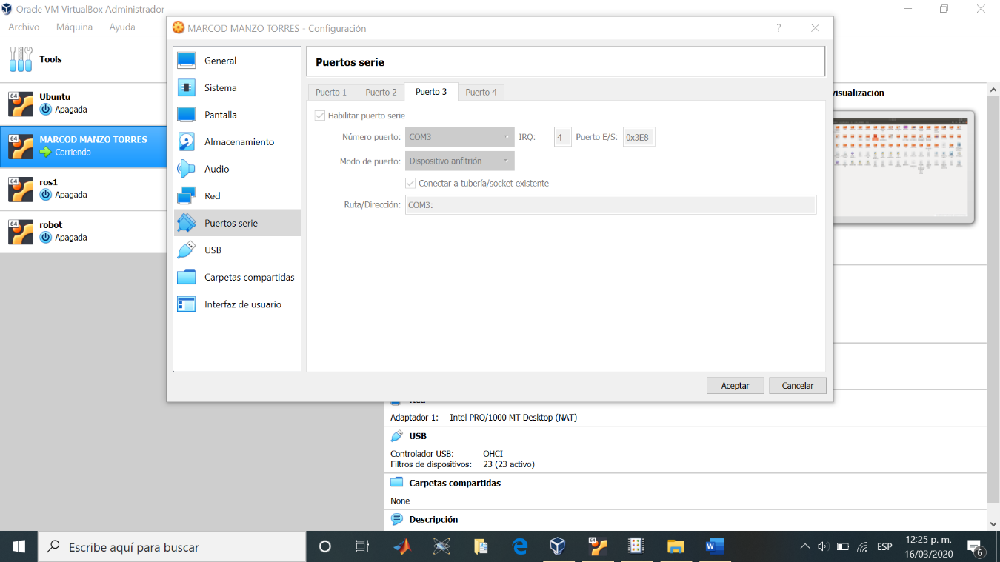 Oracle VM VirtualBox Administrador
Archivo Máquina Ayuda
Tools
64 Ubuntu
Apagada
64 MARCOD MANZO TORRES
Corriendo
64 ros1
Apagada
64 robot
Apagada
MARCOD MANZO TORRES - Configuración
General
Sistema
Pantalla
Almacenamiento
Audio
Red
Puertos serie
USB
Carpetas compartidas
Interfaz de usuario
Puertos serie
Puerto 1 Puerto 2 Puerto 3 Puerto 4
Habilitar puerto serie
Número puerto: COM3 IRQ: 4 Puerto E/S: 0x3E8
Modo de puerto: Dispositivo anfitrión
Conectar a tubería/socket existente
Ruta/Dirección: COM3:
Aceptar Cancelar
visualización
Adaptador 1: Intel PRO/1000 MT Desktop (NAT)
USB
Controlador USB: OHCI
Filtros de dispositivos: 23 (23 activo)
Carpetas compartidas
None
Descripción
Escribe aquí para buscar
64
W
ESP
12:25 p. m.
16/03/2020
6